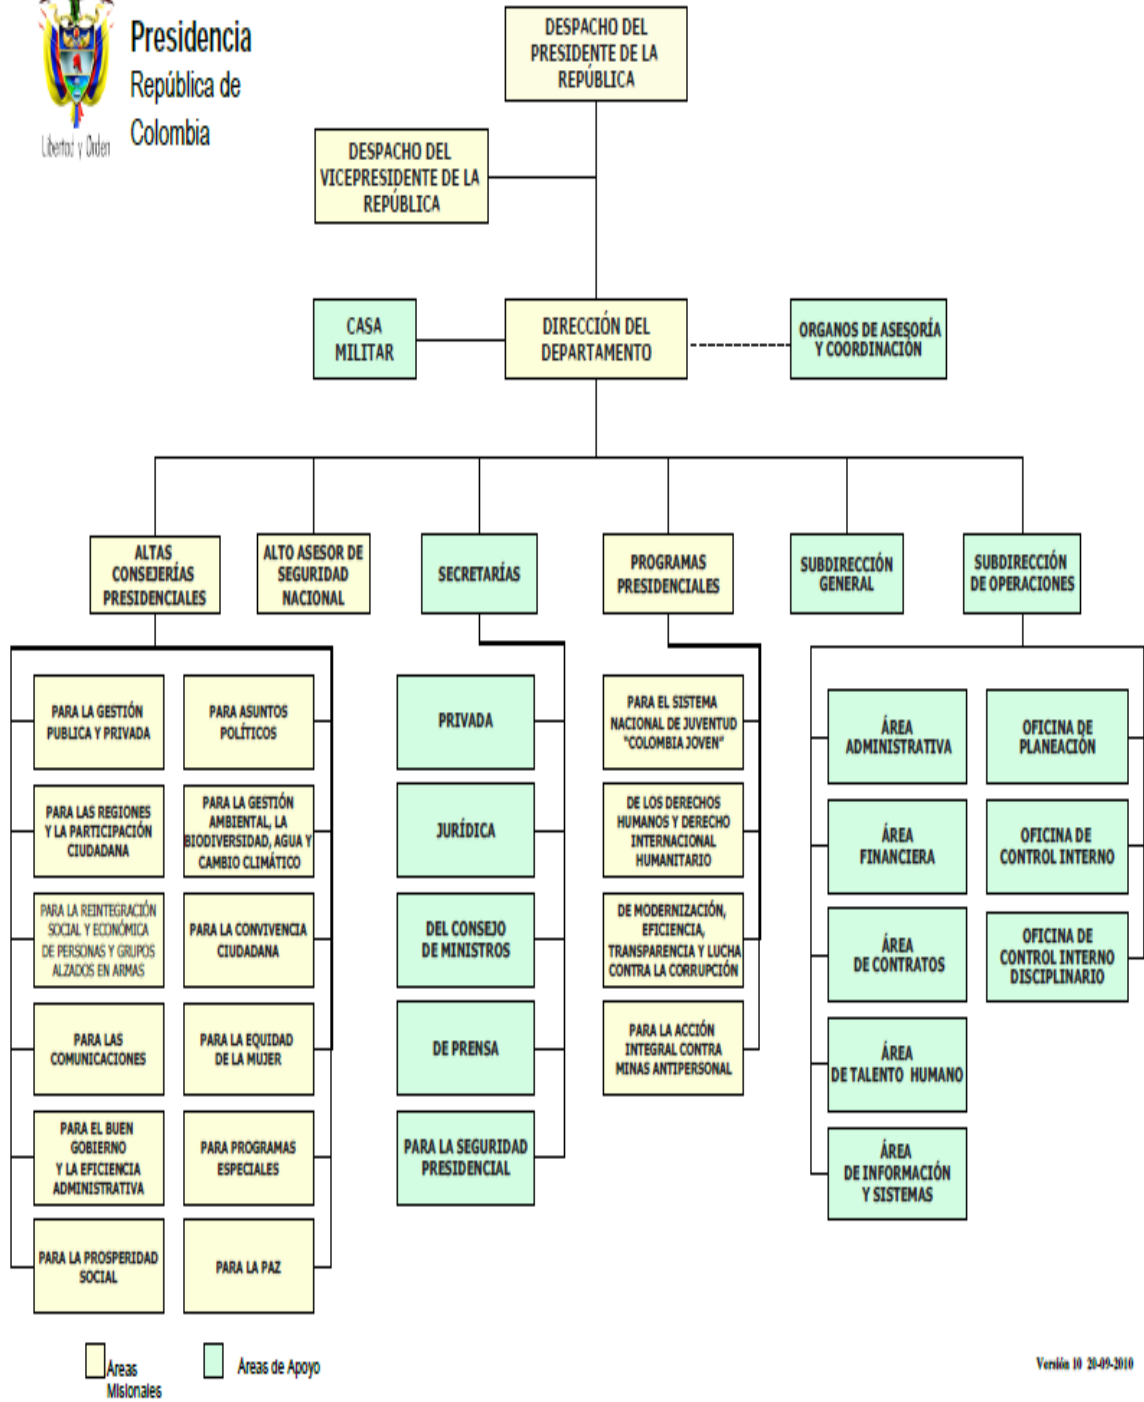 Presidencia
República de
Colombia
Libertad y Orden
DESPACHO DEL
PRESIDENTE DE LA
REPÚBLICA
DESPACHO DEL
VICEPRESIDENTE DE LA
REPÚBLICA
CASA
MILITAR
DIRECCIÓN DEL
DEPARTAMENTO
ORGANOS DE ASESORÍA
Y COORDINACIÓN
ALTAS
CONSEJERÍAS
PRESIDENCIALES
ALTO ASESOR DE
SEGURIDAD
NACIONAL
SECRETARÍAS
PROGRAMAS
PRESIDENCIALES
SUBDIRECCIÓN
GENERAL
SUBDIRECCIÓN
DE OPERACIONES
PARA LA GESTIÓN
PUBLICA Y PRIVADA
PARA ASUNTOS
POLÍTICOS
PARA LAS REGIONES
Y LA PARTICIPACIÓN
CIUDADANA
PARA LA GESTIÓN
AMBIENTAL, LA
BIODIVERSIDAD, AGUA Y
CAMBIO CLIMÁTICO
PARA LA REINTEGRACIÓN
SOCIAL Y ECONÓMICA
DE PERSONAS Y GRUPOS
ALZADOS EN ARMAS
PARA LA CONVIVENCIA
CIUDADANA
PARA LAS
COMUNICACIONES
PARA LA EQUIDAD
DE LA MUJER
PARA EL BUEN
GOBIERNO
Y LA EFICIENCIA
ADMINISTRATIVA
PARA PROGRAMAS
ESPECIALES
PARA LA PROSPERIDAD
SOCIAL
PARA LA PAZ
PRIVADA
JURÍDICA
DEL CONSEJO
DE MINISTROS
DE PRENSA
PARA LA SEGURIDAD
PRESIDENCIAL
PARA EL SISTEMA
NACIONAL DE JUVENTUD
"COLOMBIA JOVEN"
DE LOS DERECHOS
HUMANOS Y DERECHO
INTERNACIONAL
HUMANITARIO
DE MODERNIZACIÓN,
EFICIENCIA,
TRANSPARENCIA Y LUCHA
CONTRA LA CORRUPCIÓN
PARA LA ACCIÓN
INTEGRAL CONTRA
MINAS ANTIPERSONAL
ÁREA
ADMINISTRATIVA
OFICINA DE
PLANEACIÓN
ÁREA
FINANCIERA
OFICINA DE
CONTROL INTERNO
ÁREA
DE CONTRATOS
OFICINA DE
CONTROL INTERNO
DISCIPLINARIO
ÁREA
DE TALENTO HUMANO
ÁREA
DE INFORMACIÓN
Y SISTEMAS
Áreas
Misionales
Áreas de Apoyo
Versión 10 20-09-2010